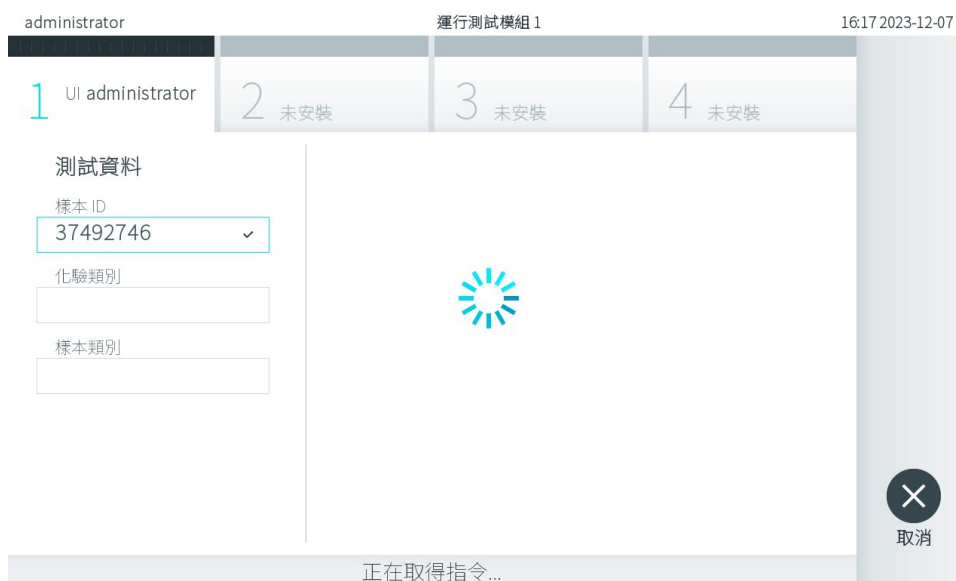 administrator 運行測試模組 1 16:17 2023-12-07
1 UI administrator 2 未安裝 3 未安裝 4 未安裝
測試資料
樣本 ID
37492746
化驗類別
樣本類別
取消
正在取得指令...